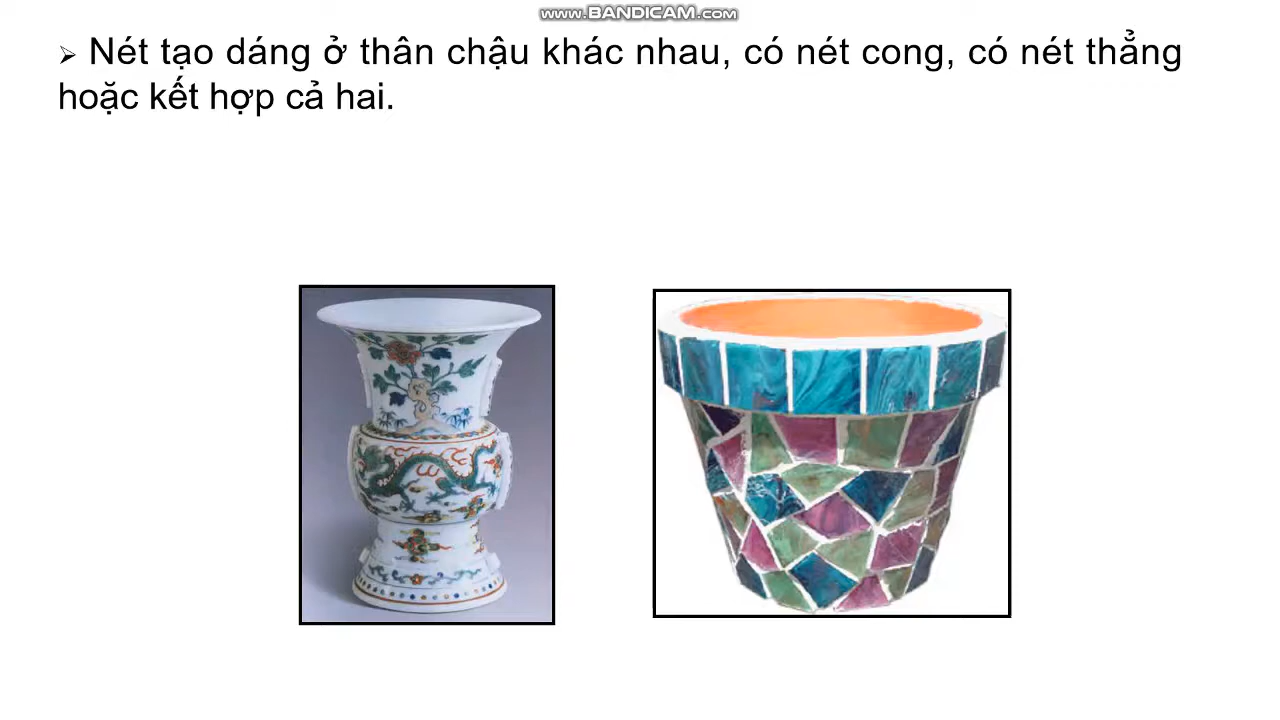 www.BANDICAM.com
➢ Nét tạo dáng ở thân chậu khác nhau, có nét cong, có nét thẳng
hoặc kết hợp cả hai.